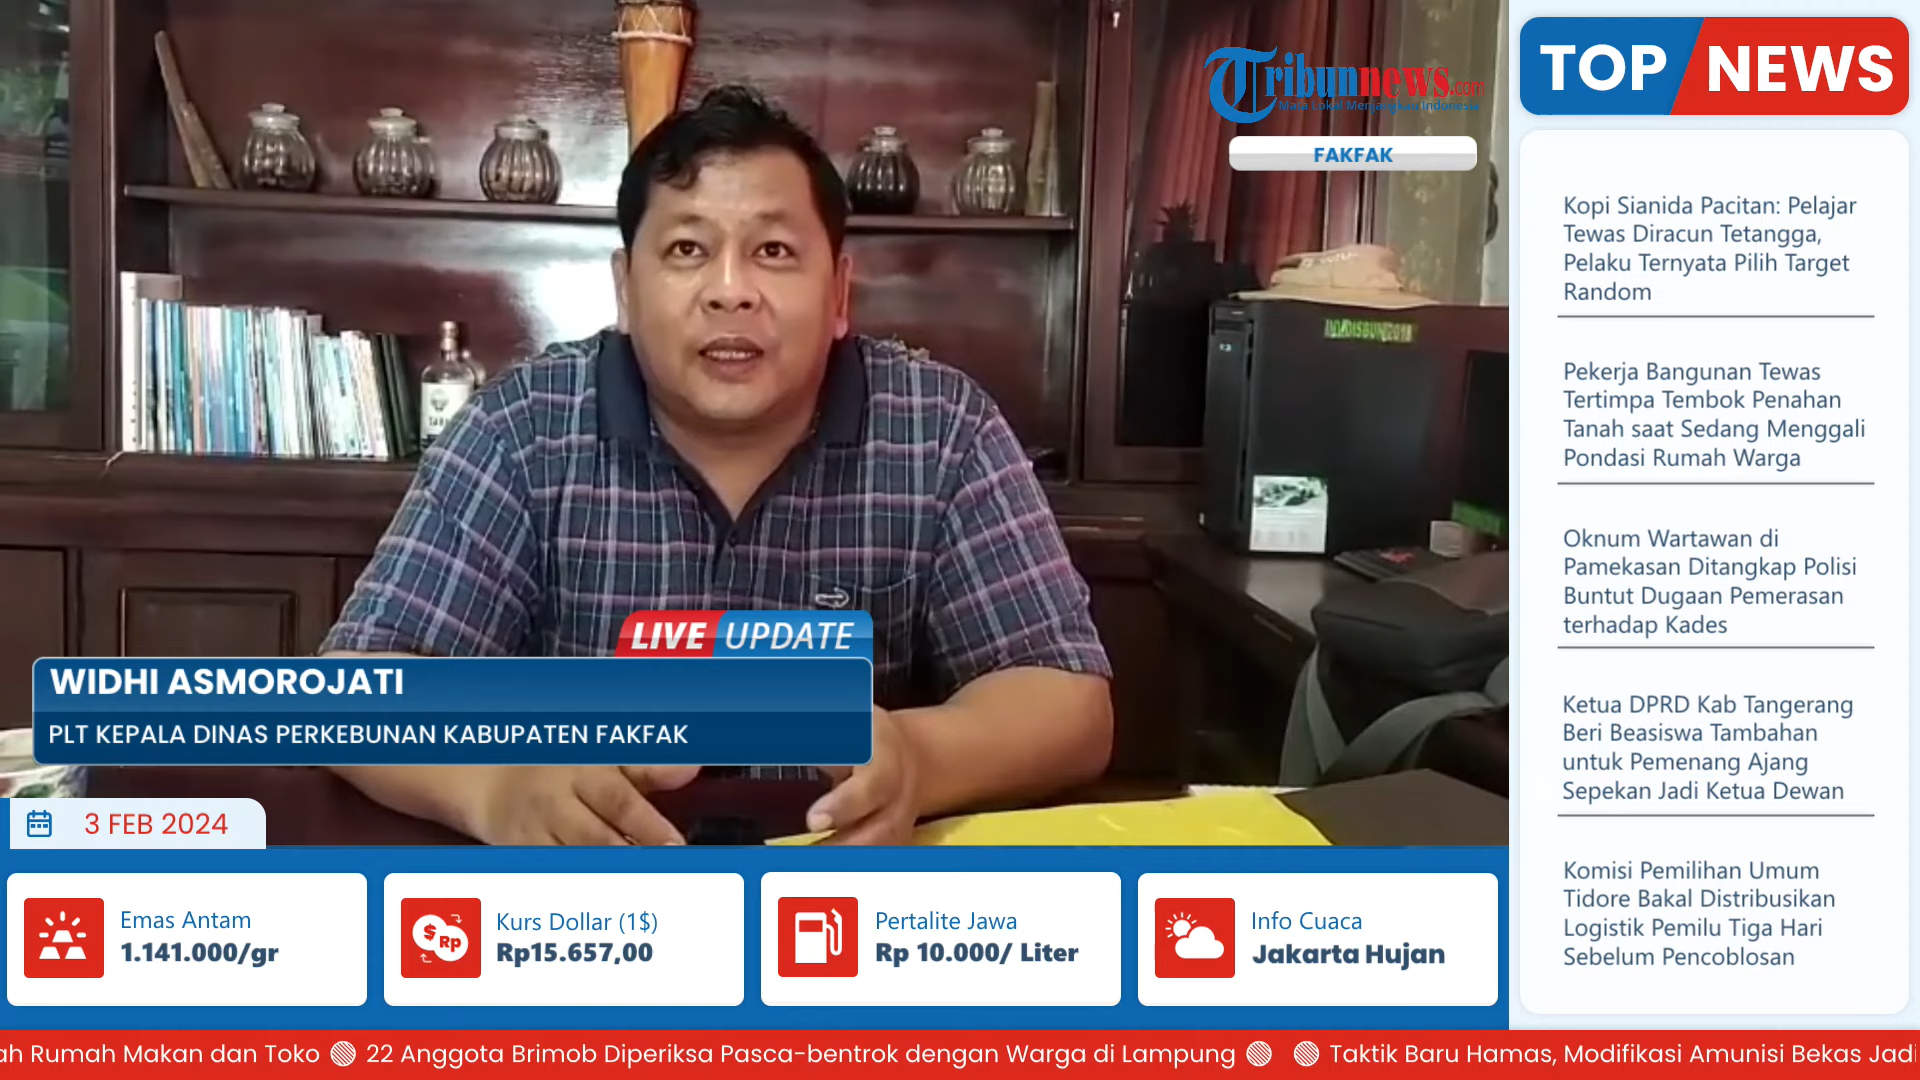 Tribunnews.com
Mata Lokal Menjangkau Indonesia
FAKFAK
TOP NEWS
Kopi Sianida Pacitan: Pelajar
Tewas Diracun Tetangga,
Pelaku Ternyata Pilih Target
Random
Pekerja Bangunan Tewas
Tertimpa Tembok Penahan
Tanah saat Sedang Menggali
Pondasi Rumah Warga
Oknum Wartawan di
Pamekasan Ditangkap Polisi
Buntut Dugaan Pemerasan
terhadap Kades
Ketua DPRD Kab Tangerang
Beri Beasiswa Tambahan
untuk Pemenang Ajang
Sepekan Jadi Ketua Dewan
Komisi Pemilihan Umum
Tidore Bakal Distribusikan
Logistik Pemilu Tiga Hari
Sebelum Pencoblosan
LIVE UPDATE
WIDHI ASMOROJATI
PLT KEPALA DINAS PERKEBUNAN KABUPATEN FAKFAK
3 FEB 2024
Emas Antam
1.141.000/gr
Kurs Dollar (1$)
Rp15.657,00
Pertalite Jawa
Rp 10.000/ Liter
Info Cuaca
Jakarta Hujan
ah Rumah Makan dan Toko 22 Anggota Brimob Diperiksa Pasca-bentrok dengan Warga di Lampung Taktik Baru Hamas, Modifikasi Amunisi Bekas Jadi